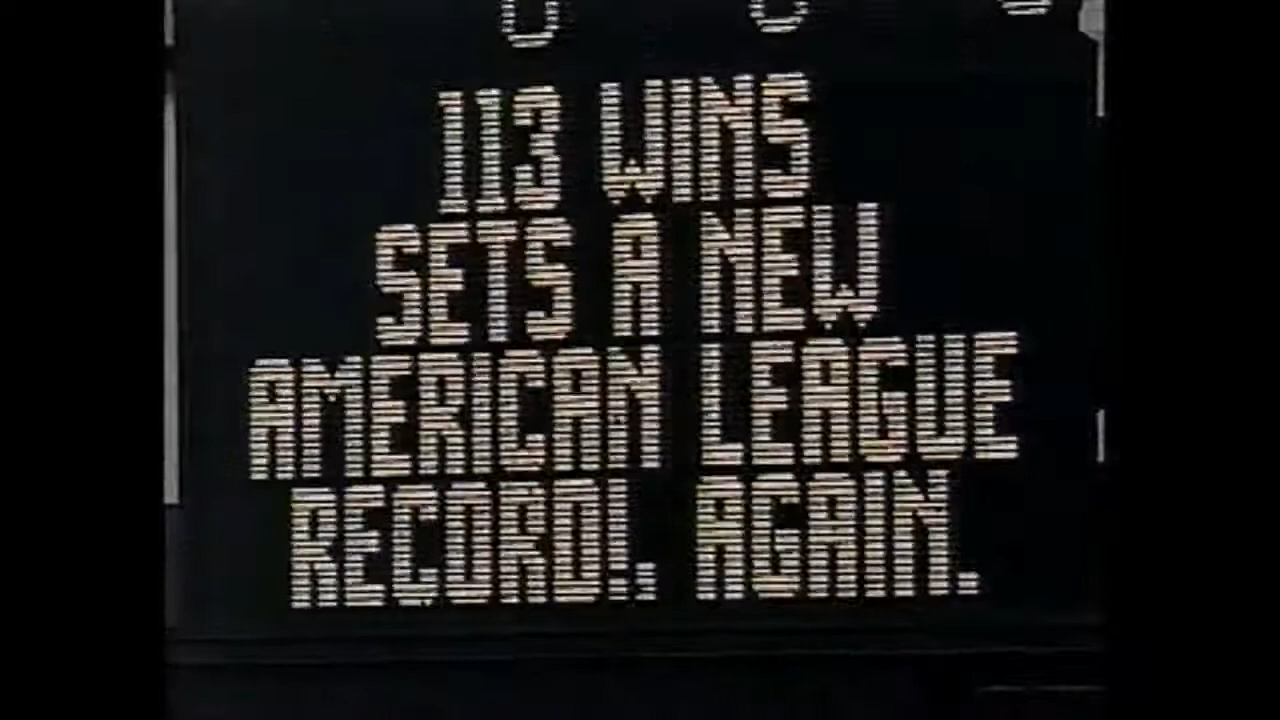 113 WINS
SETS A NEW
AMERICAN LEAGUE
RECORD!. AGAIN.